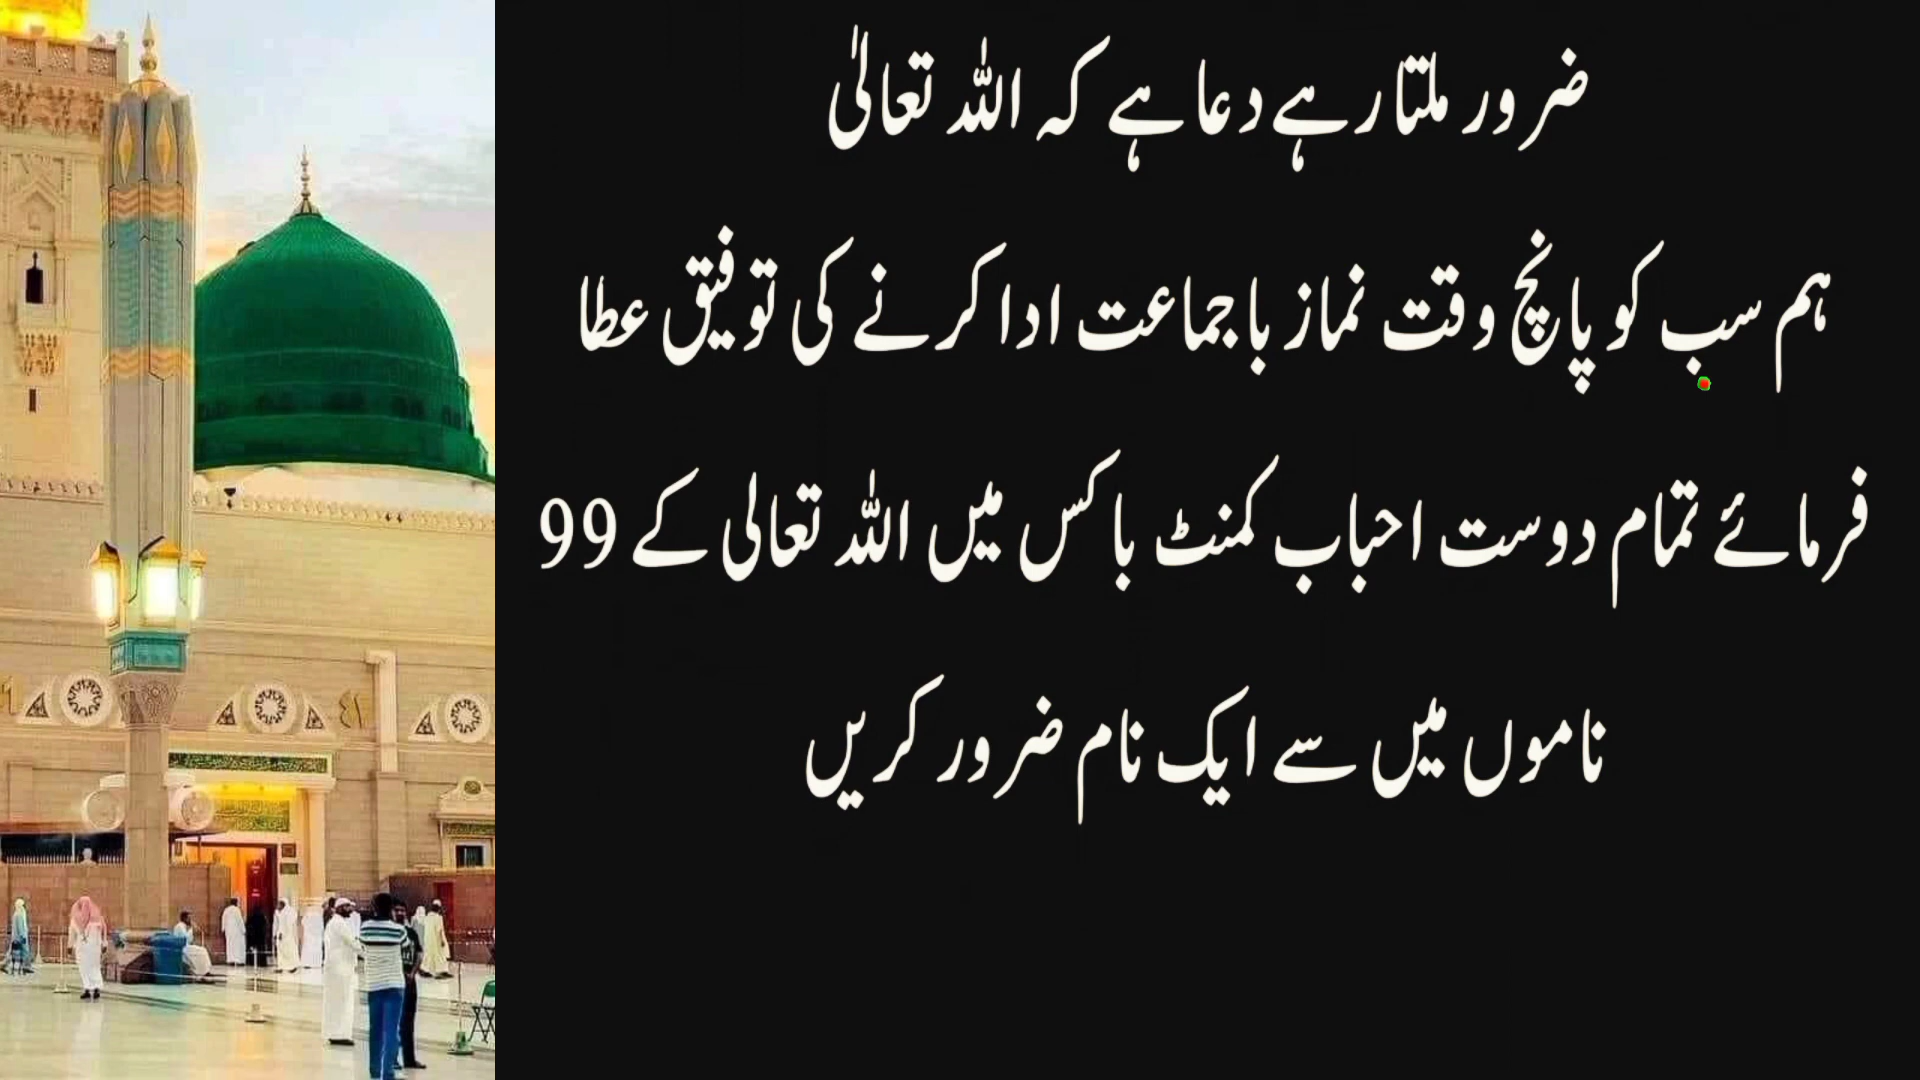 ضرور ملتا رہے دعا ہے کہ اللہ تعالیٰ
ہم سب کو پانچ وقت نماز باجماعت ادا کرنے کی توفیق عطا
فرمائے تمام دوست احباب کمنٹ باکس میں اللہ تعالی کے 99
ناموں میں سے ایک نام ضرور کریں